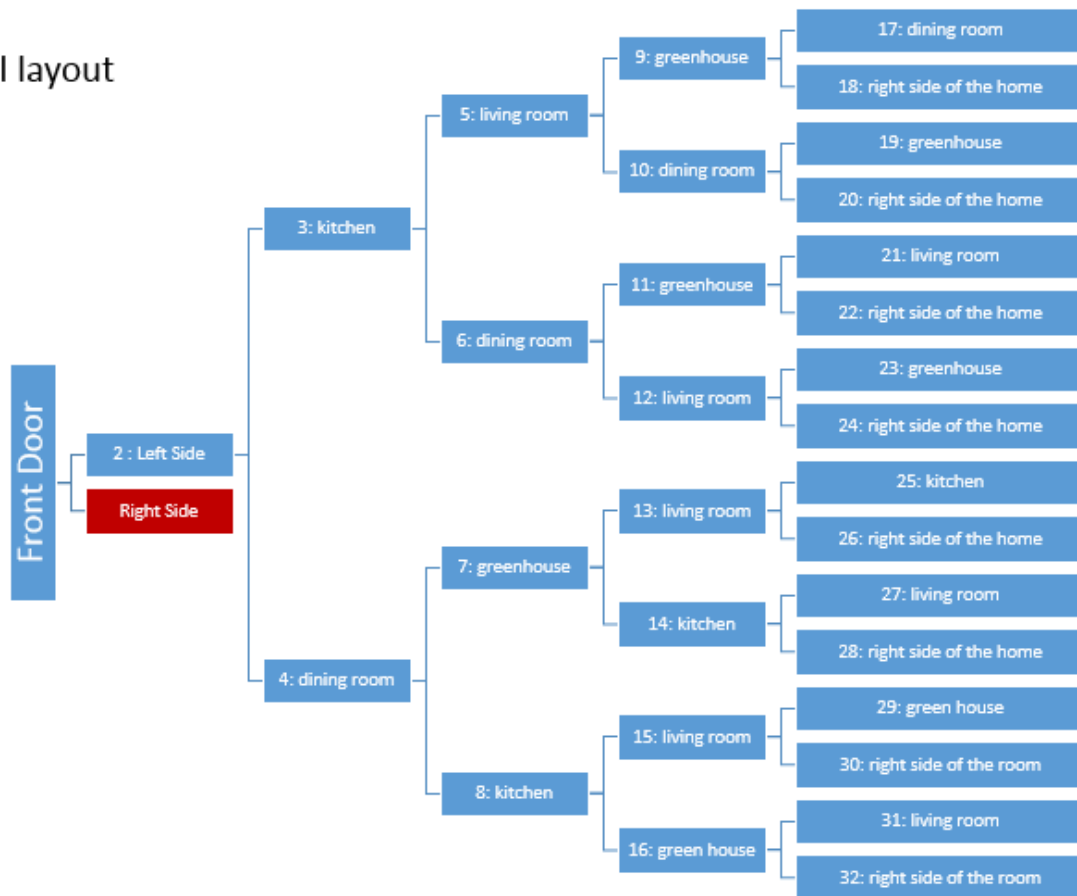 l layout
Front Door
2 : Left Side
Right Side
3: kitchen
4: dining room
5: living room
6: dining room
7: greenhouse
8: kitchen
9: greenhouse
10: dining room
11: greenhouse
12: living room
13: living room
14: kitchen
15: living room
16: green house
17: dining room
18: right side of the home
19: greenhouse
20: right side of the home
21: living room
22: right side of the home
23: greenhouse
24: right side of the home
25: kitchen
26: right side of the home
27: living room
28: right side of the home
29: green house
30: right side of the room
31: living room
32: right side of the room